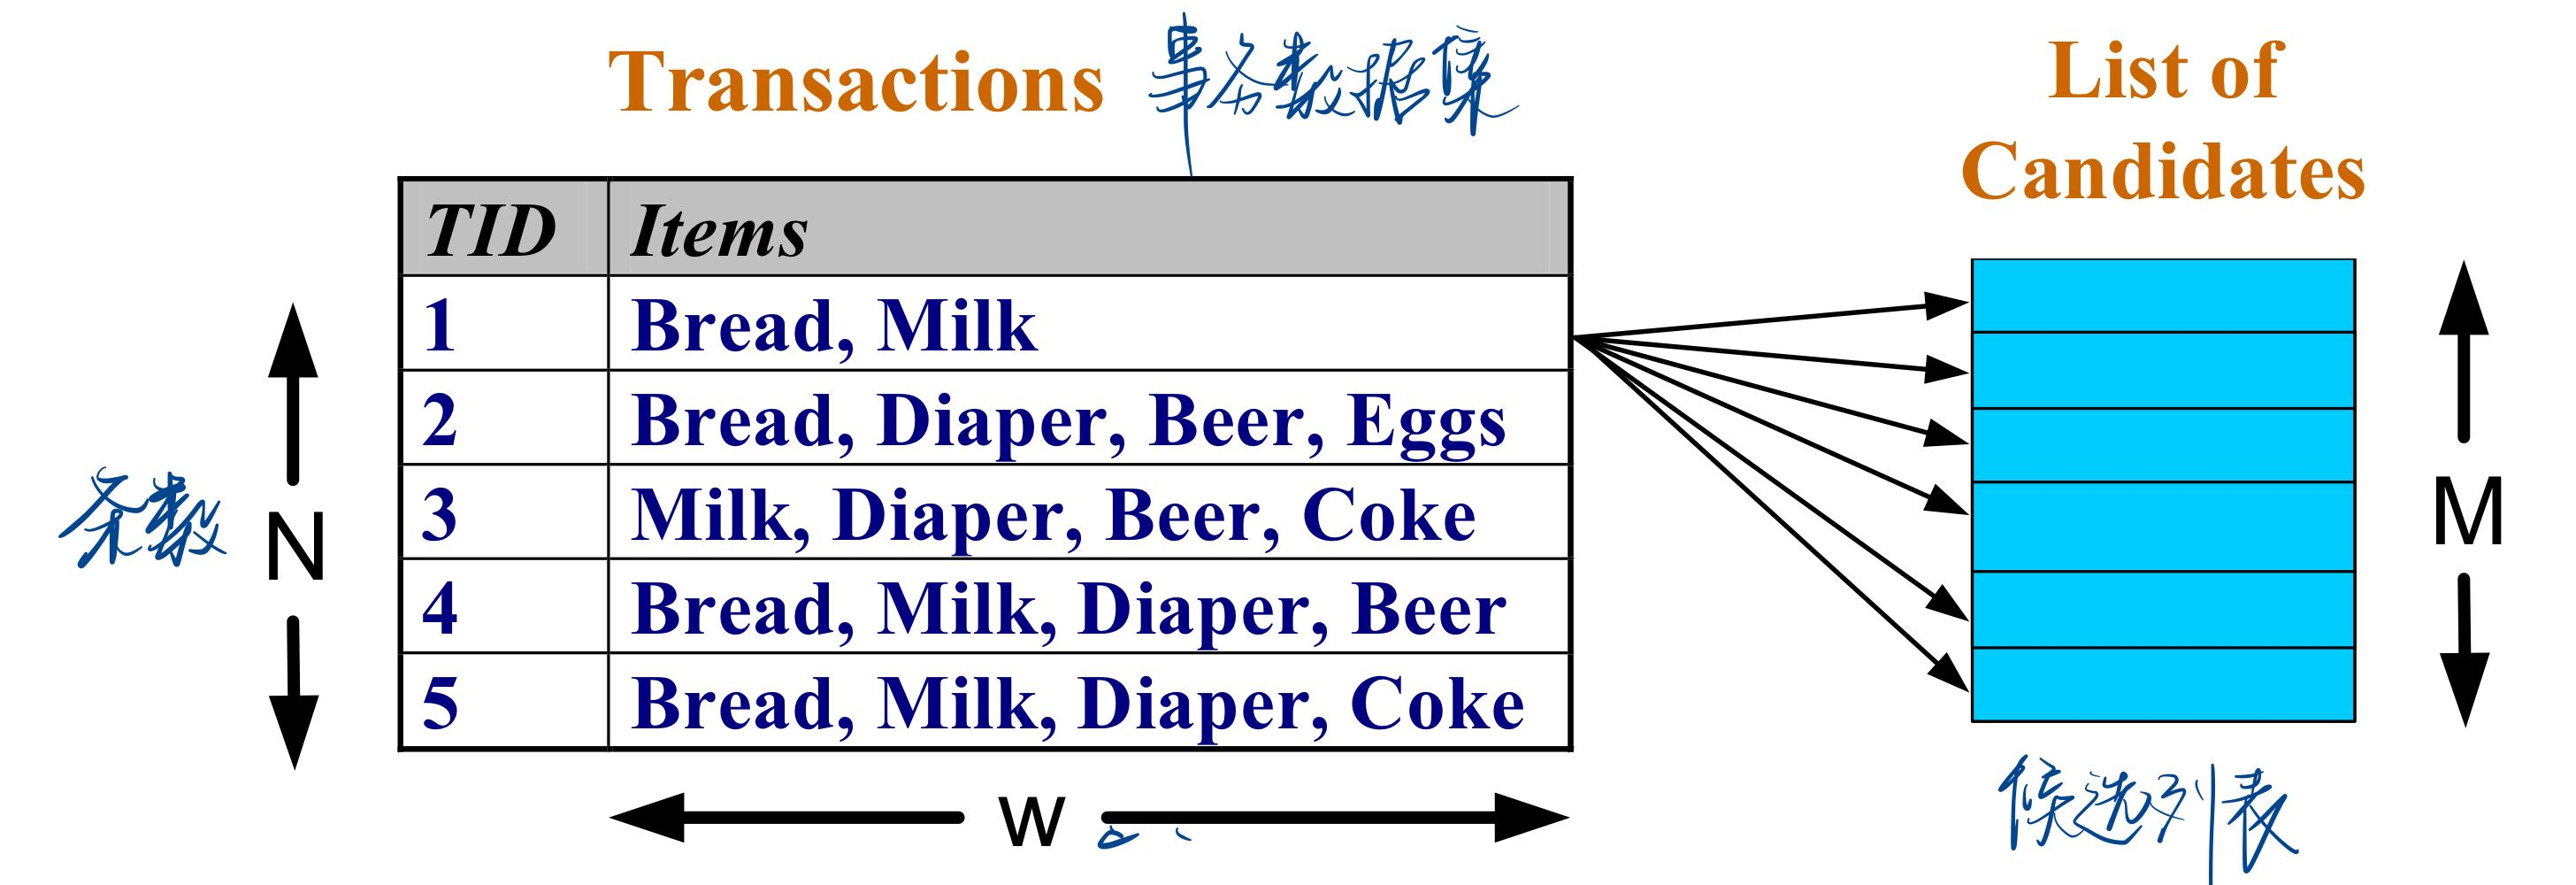 Transactions 事务数据集
List of
Candidates
TID Items
1 Bread, Milk
2 Bread, Diaper, Beer, Eggs
3 Milk, Diaper, Beer, Coke
4 Bread, Milk, Diaper, Beer
5 Bread, Milk, Diaper, Coke
条数 N
M
w
候选列表